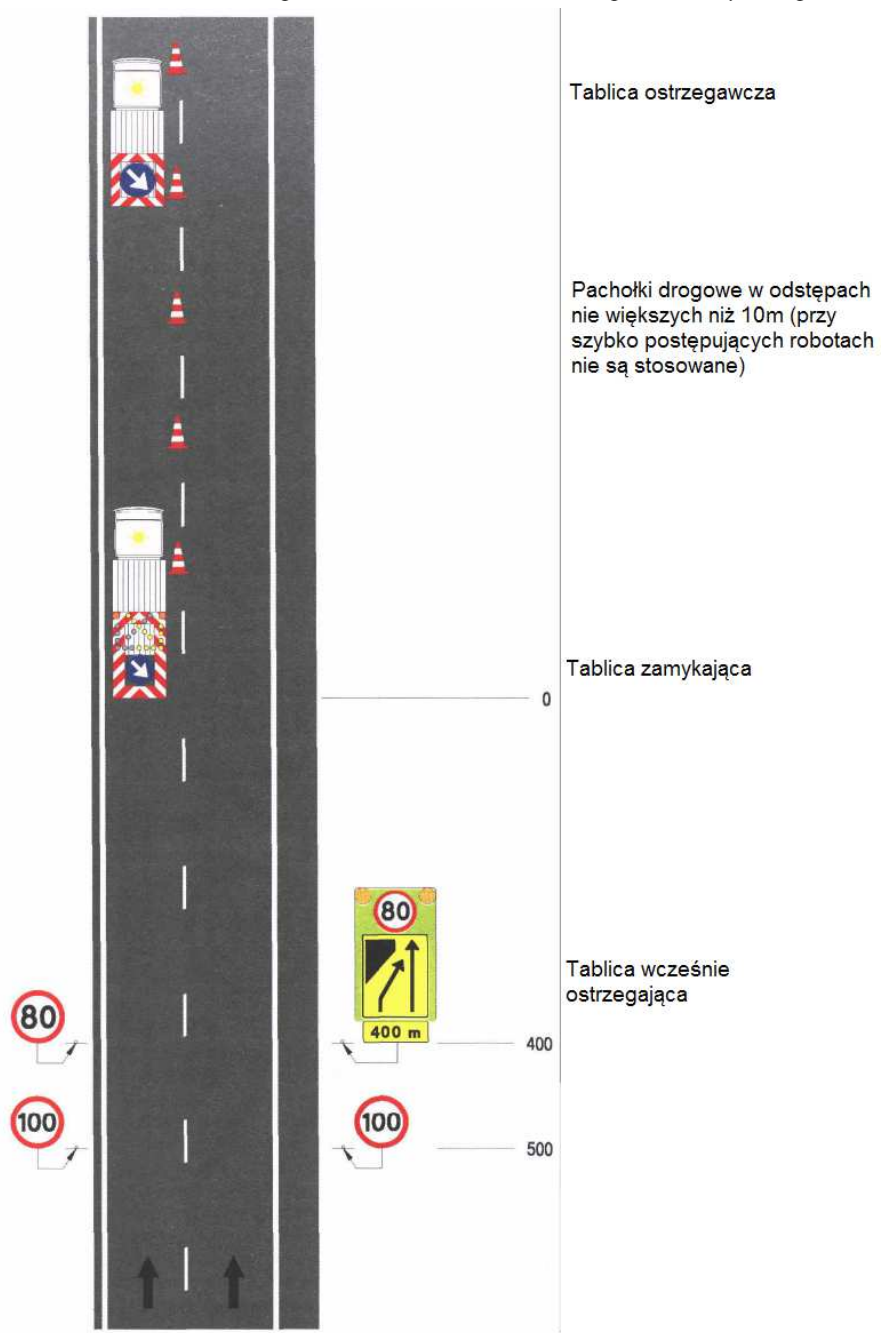 Tablica ostrzegawcza
Pachołki drogowe w odstępach
nie większych niż 10m (przy
szybko postępujących robotach
nie są stosowane)
Tablica zamykająca
0
80
Tablica wcześnie
ostrzegająca
80
400 m
400
100
100
500